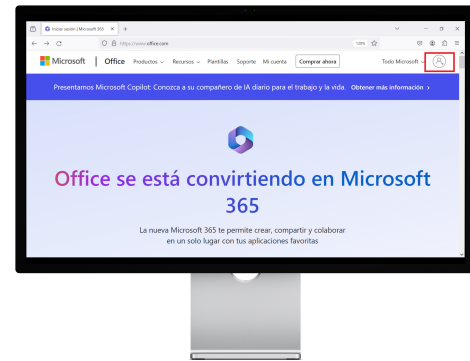 Iniciar sesión | Microsoft 365
https://www.office.com
Microsoft | Office Productos Recursos Plantillas Soporte Mi cuenta Comprar ahora Todo Microsoft
Presentamos Microsoft Copilot: Conozca a su compañero de IA diario para el trabajo y la vida. Obtener más información >
Office se está convirtiendo en Microsoft
365
La nueva Microsoft 365 te permite crear, compartir y colaborar
en un solo lugar con tus aplicaciones favoritas